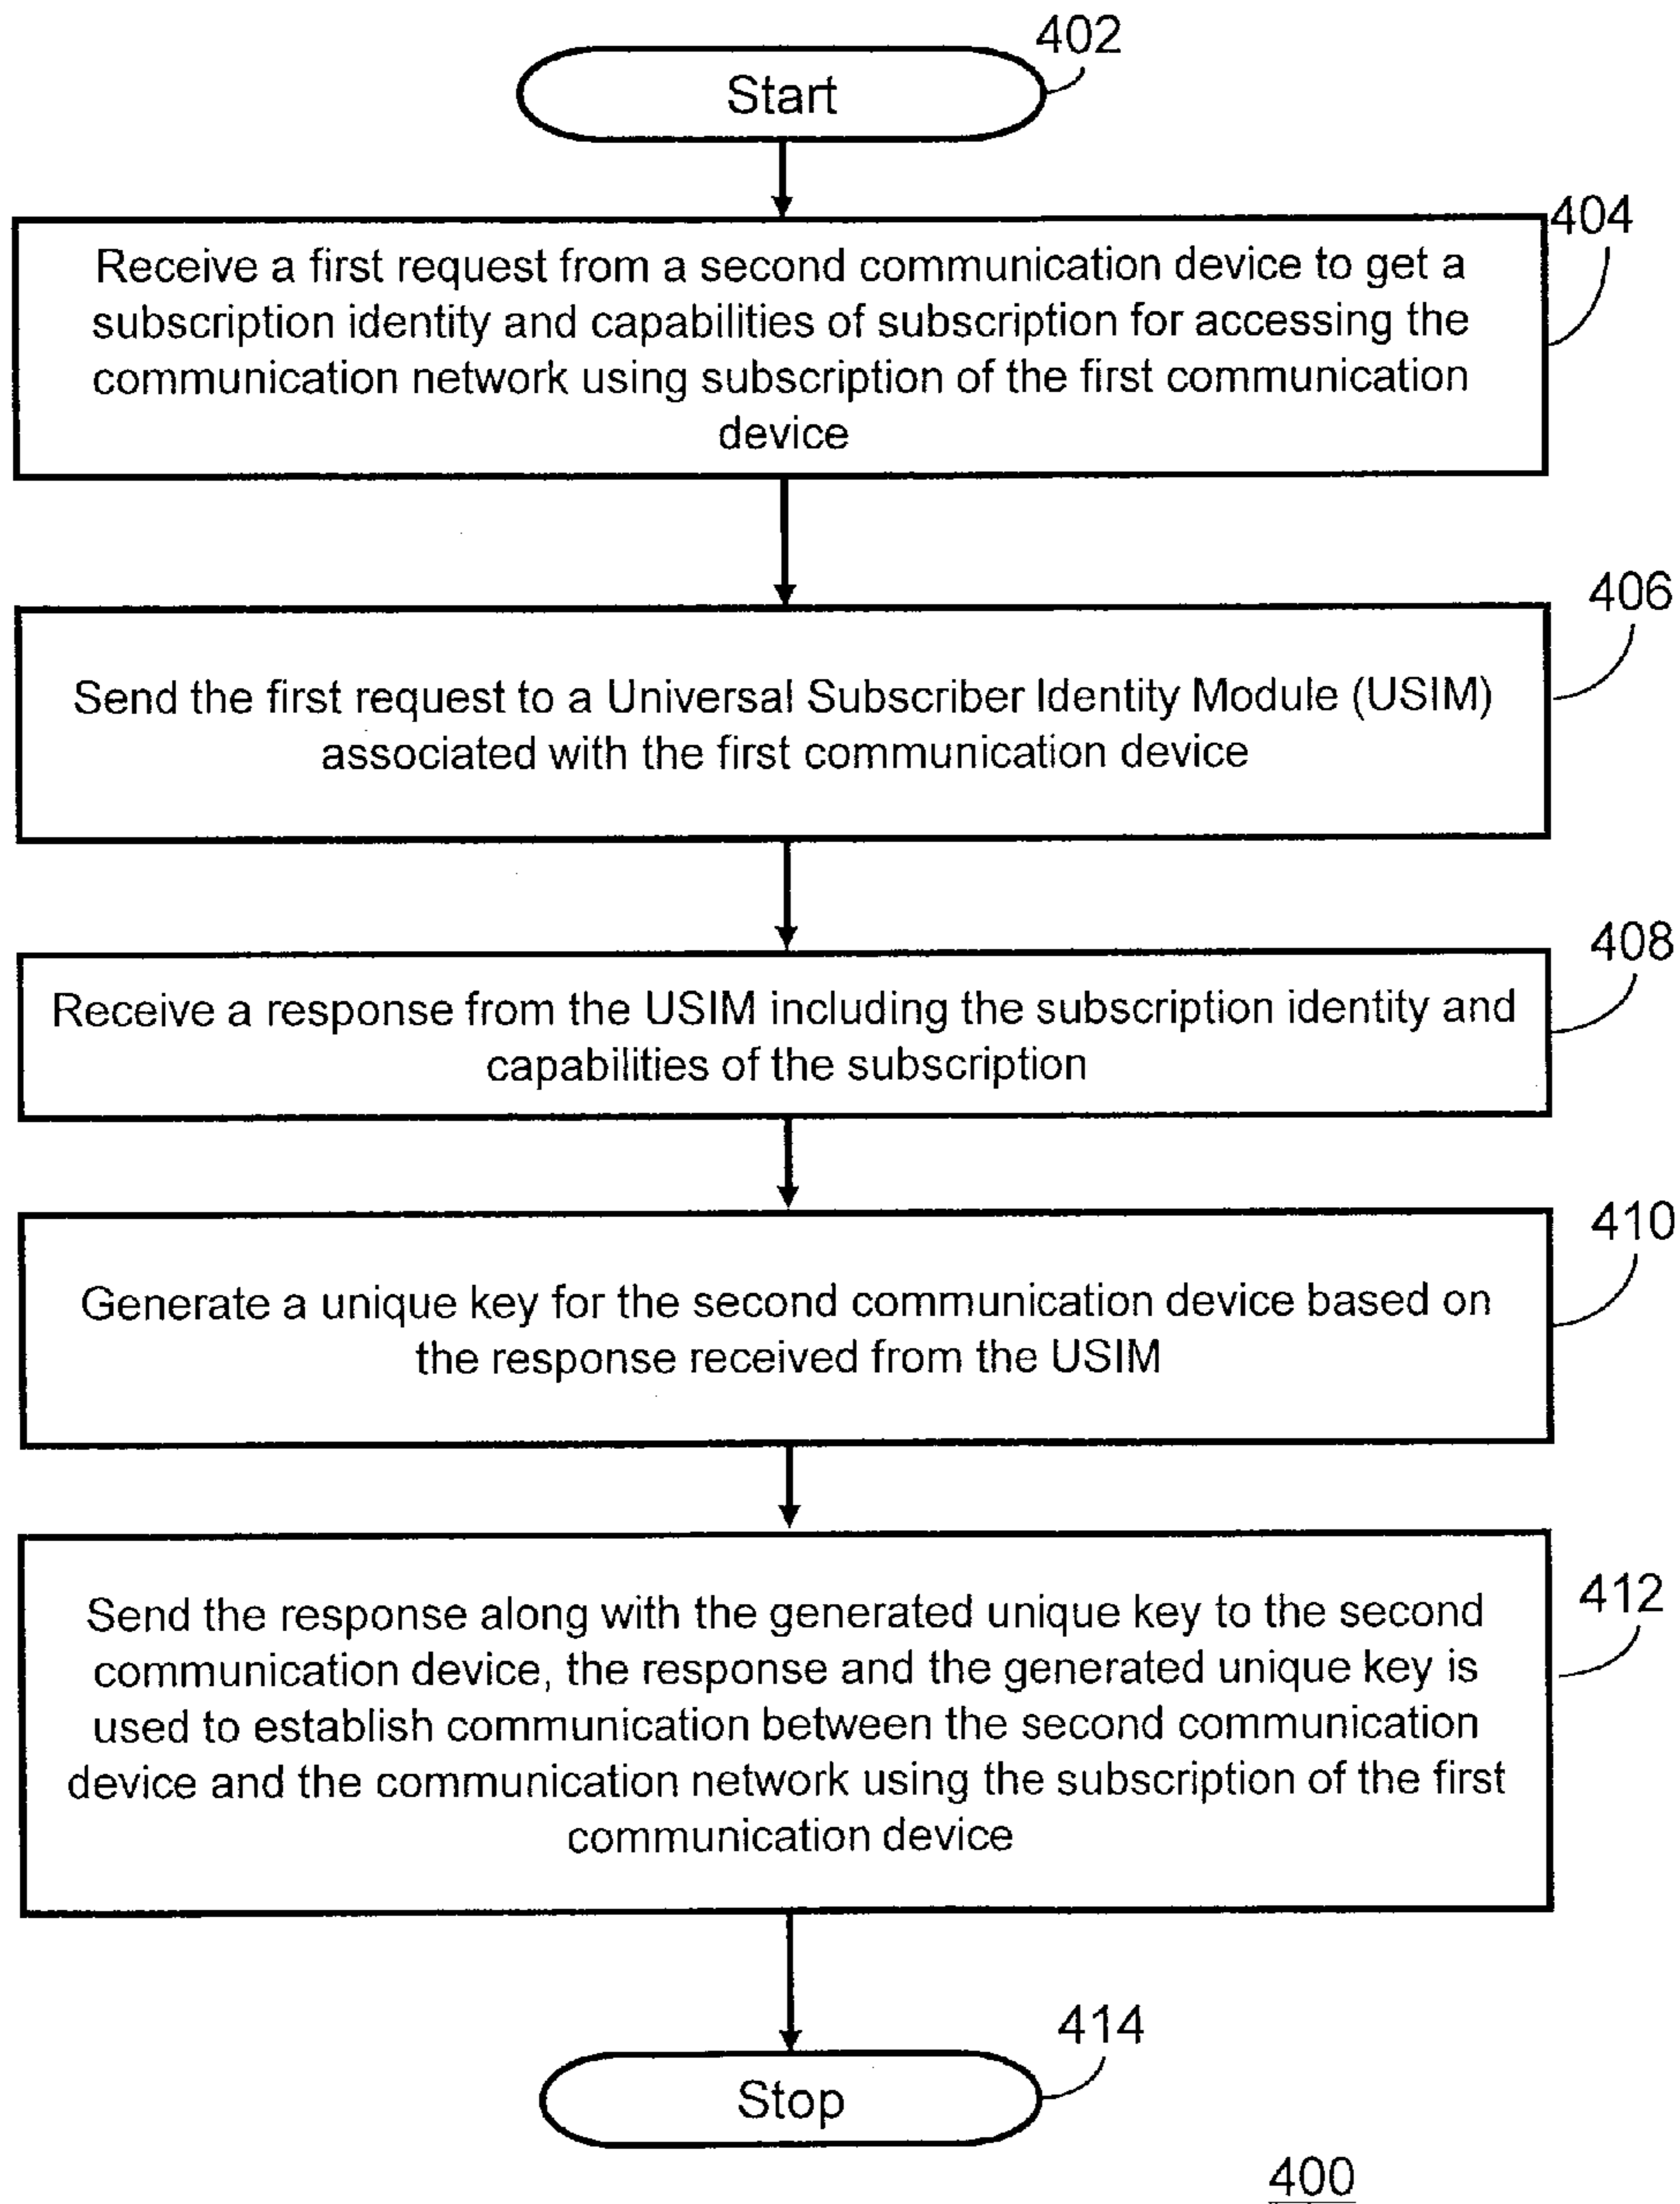 402
Start
404
Receive a first request from a second communication device to get a
subscription identity and capabilities of subscription for accessing the
communication network using subscription of the first communication
device
406
Send the first request to a Universal Subscriber Identity Module (USIM)
associated with the first communication device
408
Receive a response from the USIM including the subscription identity and
capabilities of the subscription
410
Generate a unique key for the second communication device based on
the response received from the USIM
412
Send the response along with the generated unique key to the second
communication device, the response and the generated unique key is
used to establish communication between the second communication
device and the communication network using the subscription of the first
communication device
414
Stop
400